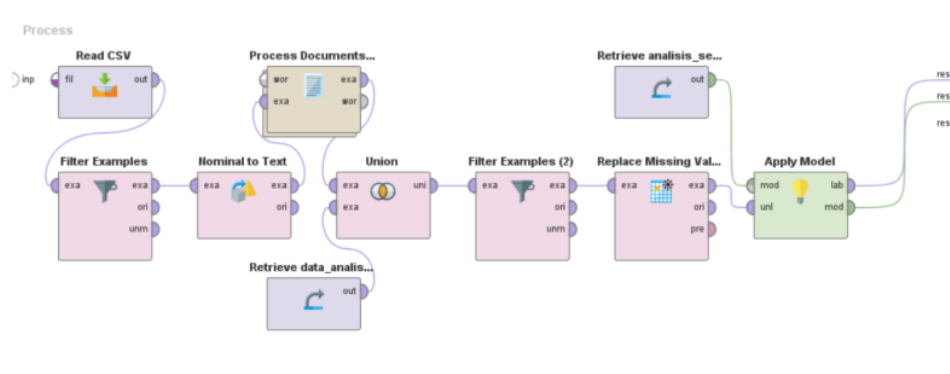 Process
Read CSV
Process Documents...
Retrieve analisis_se...
inp
fil
out
wor
exa
exa
wor
out
res
res
res
Filter Examples
Nominal to Text
Union
Filter Examples (2)
Replace Missing Val...
Apply Model
exa
exa
ori
unm
exa
exa
ori
exa
uni
exa
exa
exa
ori
unm
exa
exa
ori
pre
mod
lab
unl
mod
Retrieve data_analis...
out